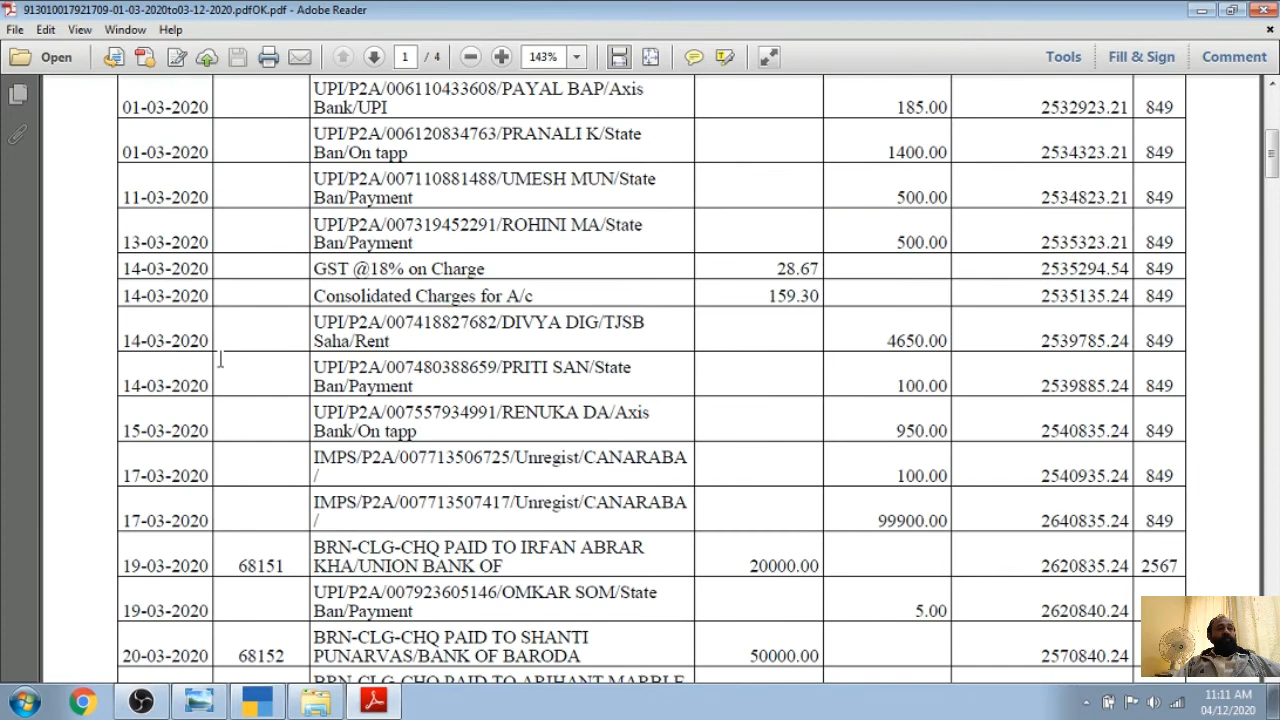 913010017921709-01-03-2020to03-12-2020.pdfOK.pdf - Adobe Reader
File Edit View Window Help
Open 1 / 4 143% Tools Fill & Sign Comment
UPI/P2A/006110433608/PAYAL BAP/Axis
01-03-2020 Bank/UPI 185.00 2532923.21 849
UPI/P2A/006120834763/PRANALI K/State
01-03-2020 Ban/On tapp 1400.00 2534323.21 849
UPI/P2A/007110881488/UMESH MUN/State
11-03-2020 Ban/Payment 500.00 2534823.21 849
UPI/P2A/007319452291/ROHINI MA/State
13-03-2020 Ban/Payment 500.00 2535323.21 849
14-03-2020 GST @18% on Charge 28.67 2535294.54 849
14-03-2020 Consolidated Charges for A/c 159.30 2535135.24 849
UPI/P2A/007418827682/DIVYA DIG/TJSB
14-03-2020 Saha/Rent 4650.00 2539785.24 849
UPI/P2A/007480388659/PRITI SAN/State
14-03-2020 Ban/Payment 100.00 2539885.24 849
UPI/P2A/007557934991/RENUKA DA/Axis
15-03-2020 Bank/On tapp 950.00 2540835.24 849
IMPS/P2A/007713506725/Unregist/CANARABA
17-03-2020 / 100.00 2540935.24 849
IMPS/P2A/007713507417/Unregist/CANARABA
17-03-2020 / 99900.00 2640835.24 849
BRN-CLG-CHQ PAID TO IRFAN ABRAR
19-03-2020 68151 KHA/UNION BANK OF 20000.00 2620835.24 2567
UPI/P2A/007923605146/OMKAR SOM/State
19-03-2020 Ban/Payment 5.00 2620840.24
BRN-CLG-CHQ PAID TO SHANTI
20-03-2020 68152 PUNARVAS/BANK OF BARODA 50000.00 2570840.24
BRN-CLG-CHQ PAID TO ARIHANT MARBLE
11:11 AM
04/12/2020